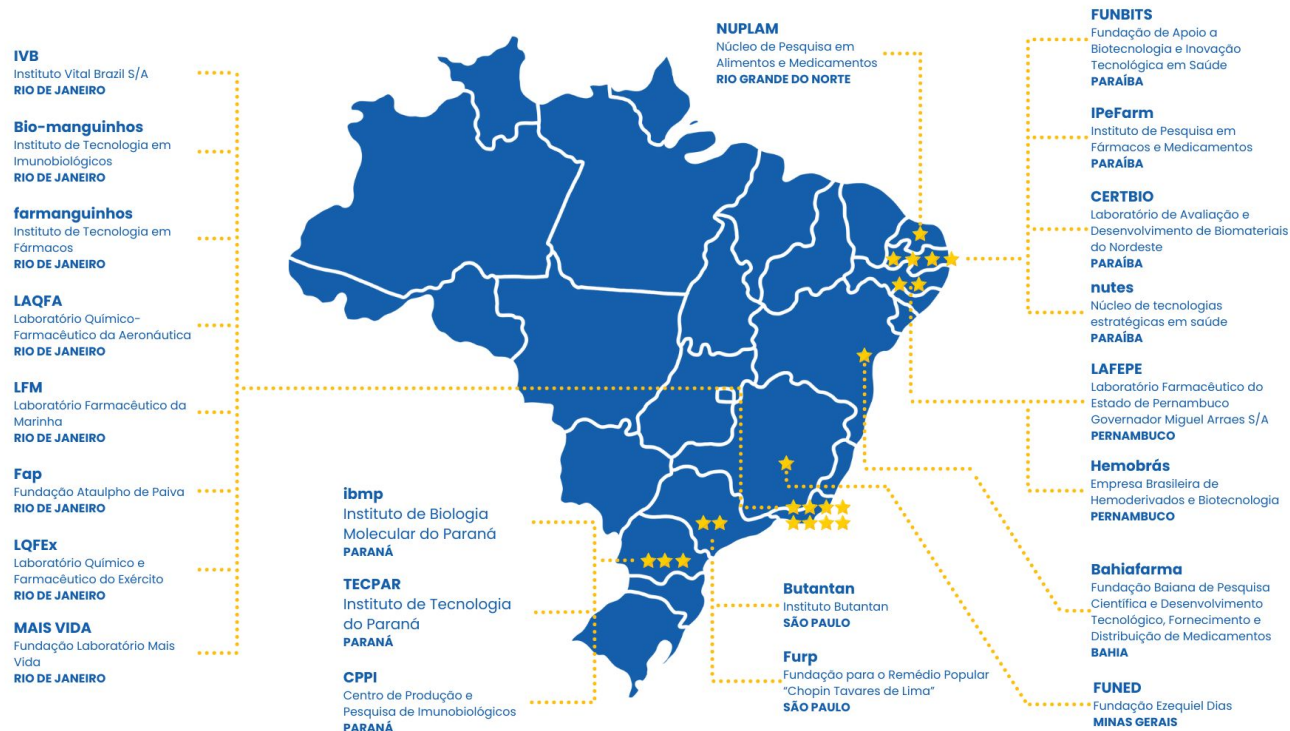 IVB
Instituto Vital Brazil S/A
RIO DE JANEIRO
Bio-manguinhos
Instituto de Tecnologia em
Imunobiológicos
RIO DE JANEIRO
farmanguinhos
Instituto de Tecnologia em
Fármacos
RIO DE JANEIRO
LAQFA
Laboratório Químico-
Farmacêutico da Aeronáutica
RIO DE JANEIRO
LFM
Laboratório Farmacêutico da
Marinha
RIO DE JANEIRO
Fap
Fundação Ataulpho de Paiva
RIO DE JANEIRO
LQFEx
Laboratório Químico e
Farmacêutico do Exército
RIO DE JANEIRO
MAIS VIDA
Fundação Laboratório Mais
Vida
RIO DE JANEIRO
ibmp
Instituto de Biologia
Molecular do Paraná
PARANÁ
TECPAR
Instituto de Tecnologia
do Paraná
PARANÁ
CPPI
Centro de Produção e
Pesquisa de Imunobiológicos
PARANÁ
NUPLAM
Núcleo de Pesquisa em
Alimentos e Medicamentos
RIO GRANDE DO NORTE
Butantan
Instituto Butantan
SÃO PAULO
Furp
Fundação para o Remédio Popular
"Chopin Tavares de Lima"
SÃO PAULO
FUNBITS
Fundação de Apoio a
Biotecnologia e Inovação
Tecnológica em Saúde
PARAÍBA
IPeFarm
Instituto de Pesquisa em
Fármacos e Medicamentos
PARAÍBA
CERTBIO
Laboratório de Avaliação e
Desenvolvimento de Biomateriais
do Nordeste
PARAÍBA
nutes
Núcleo de tecnologias
estratégicas em saúde
PARAÍBA
LAFEPE
Laboratório Farmacêutico do
Estado de Pernambuco
Governador Miguel Arraes S/A
PERNAMBUCO
Hemobrás
Empresa Brasileira de
Hemoderivados e Biotecnologia
PERNAMBUCO
Bahiafarma
Fundação Baiana de Pesquisa
Científica e Desenvolvimento
Tecnológico, Fornecimento e
Distribuição de Medicamentos
BAHIA
FUNED
Fundação Ezequiel Dias
MINAS GERAIS